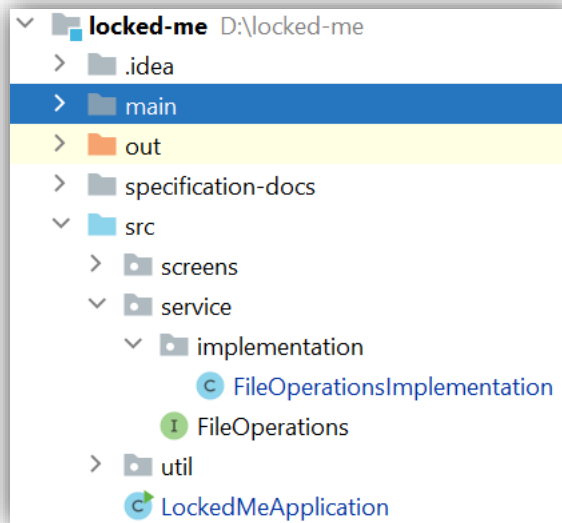 locked-me D:\locked-me
.idea
main
out
specification-docs
src
screens
service
implementation
C FileOperationsImplementation
I FileOperations
util
C LockedMeApplication